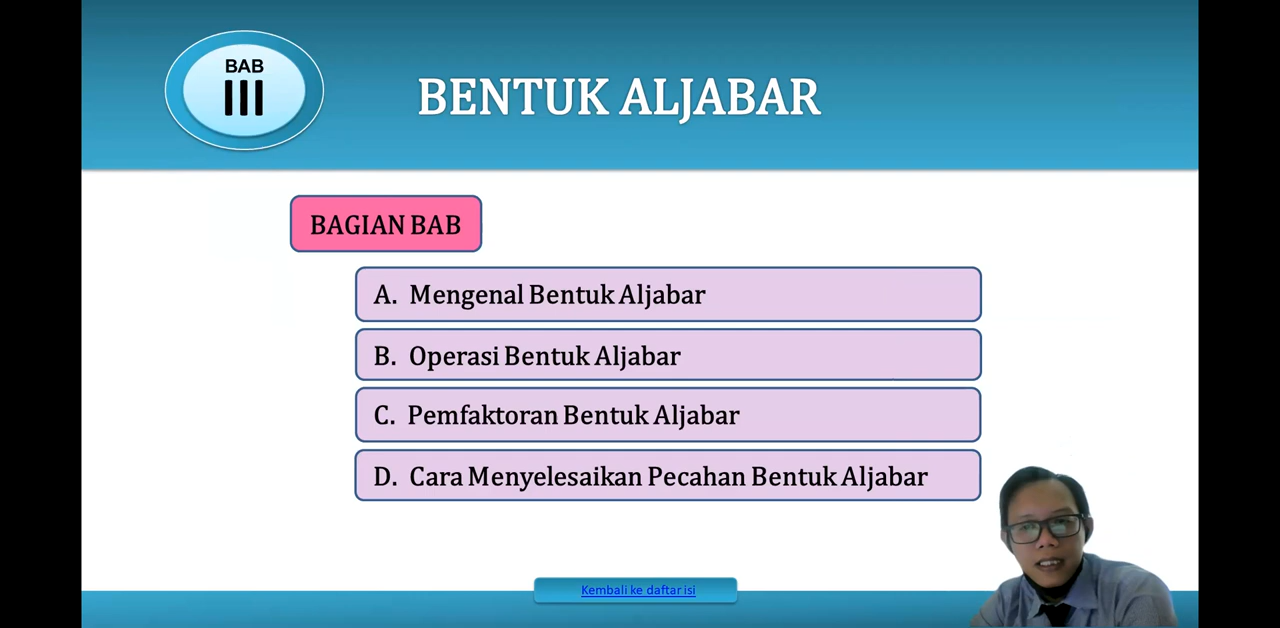 BAB
III
BENTUK ALJABAR
BAGIAN BAB
A. Mengenal Bentuk Aljabar
B. Operasi Bentuk Aljabar
C. Pemfaktoran Bentuk Aljabar
D. Cara Menyelesaikan Pecahan Bentuk Aljabar
Kembali ke daftar isi